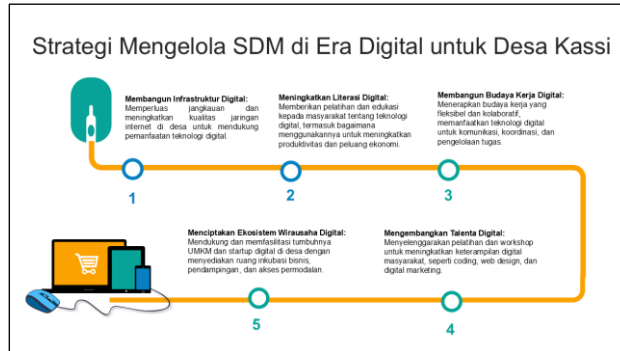 Strategi Mengelola SDM di Era Digital untuk Desa Kassi
Membangun Infrastruktur Digital:
Memperluas jangkauan dan
meningkatkan kualitas jaringan
internet di desa untuk mendukung
pemanfaatan teknologi digital.
1
Meningkatkan Literasi Digital:
Memberikan pelatihan dan edukasi
kepada masyarakat tentang teknologi
digital, termasuk bagaimana
menggunakannya untuk meningkatkan
produktivitas dan peluang ekonomi.
2
Membangun Budaya Kerja Digital:
Menerapkan budaya kerja yang
fleksibel dan kolaboratif,
memanfaatkan teknologi digital
untuk komunikasi, koordinasi, dan
pengelolaan tugas.
3
Mengembangkan Talenta Digital:
Menyelenggarakan pelatihan dan workshop
untuk meningkatkan keterampilan digital
masyarakat, seperti coding, web design, dan
digital marketing.
4
Menciptakan Ekosistem Wirausaha Digital:
Mendukung dan memfasilitasi tumbuhnya
UMKM dan startup digital di desa dengan
menyediakan ruang inkubasi bisnis,
pendampingan, dan akses permodalan.
5